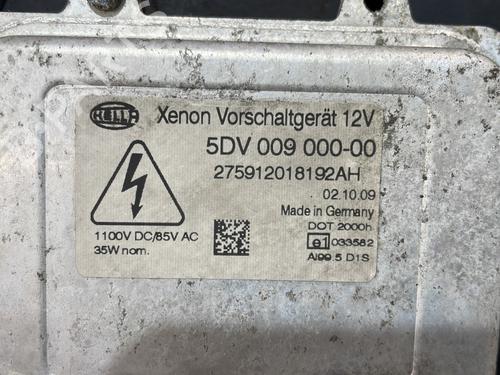 HELLA
Xenon Vorschaltgerät 12V
5DV 009 000-00
275912018192AH
02.10.09
Made in Germany
DOT 2000h
e1 033582
Al99.5 D1S
1100V DC/85V AC
35W nom.